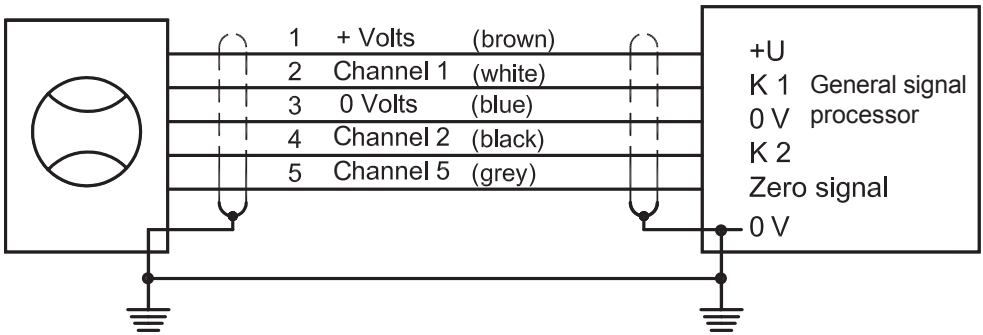 1 + Volts (brown)
2 Channel 1 (white)
3 0 Volts (blue)
4 Channel 2 (black)
5 Channel 5 (grey)
+U
K 1 General signal
0 V processor
K 2
Zero signal
0 V